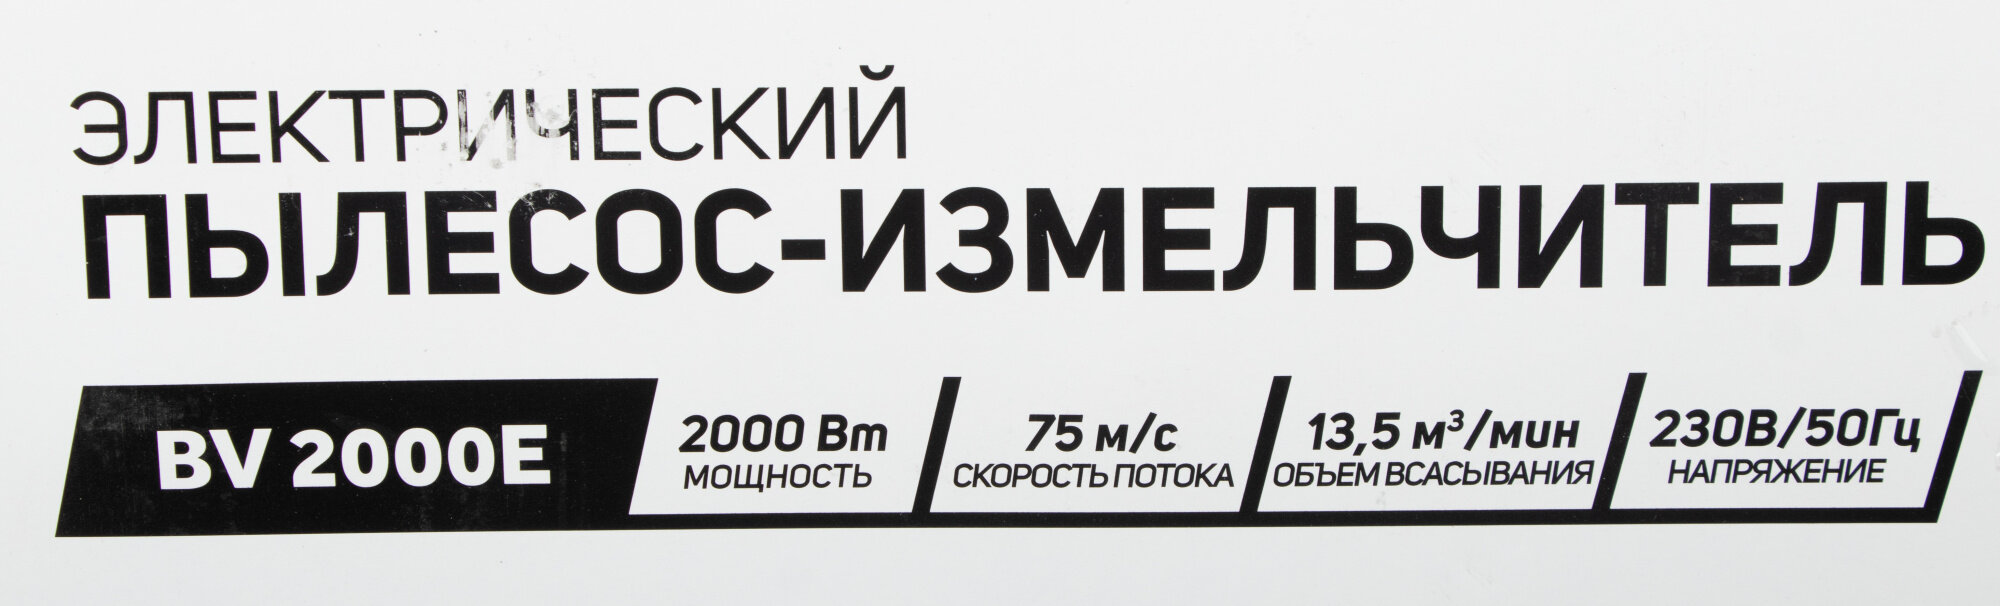 ЭЛЕКТРИЧЕСКИЙ
ПЫЛЕСОС-ИЗМЕЛЬЧИТЕЛЬ
BV 2000E
2000 Вт
МОЩНОСТЬ
75 м/с
СКОРОСТЬ ПОТОКА
13,5 м³/мин
ОБЪЕМ ВСАСЫВАНИЯ
230В/50Гц
НАПРЯЖЕНИЕ